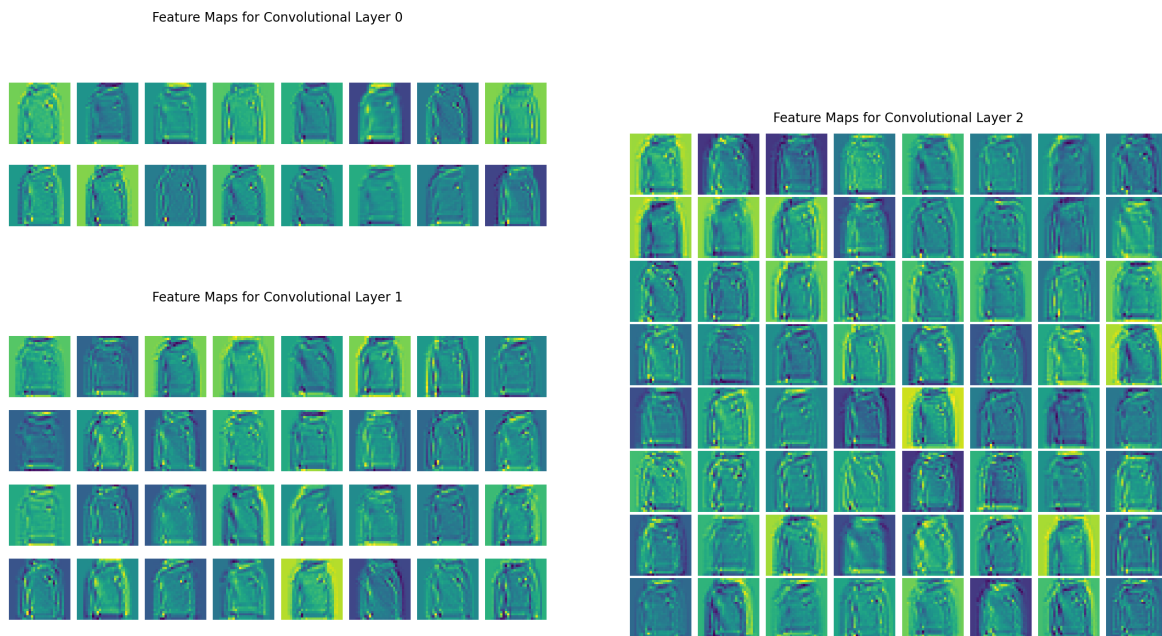 Feature Maps for Convolutional Layer 0
Feature Maps for Convolutional Layer 1
Feature Maps for Convolutional Layer 2